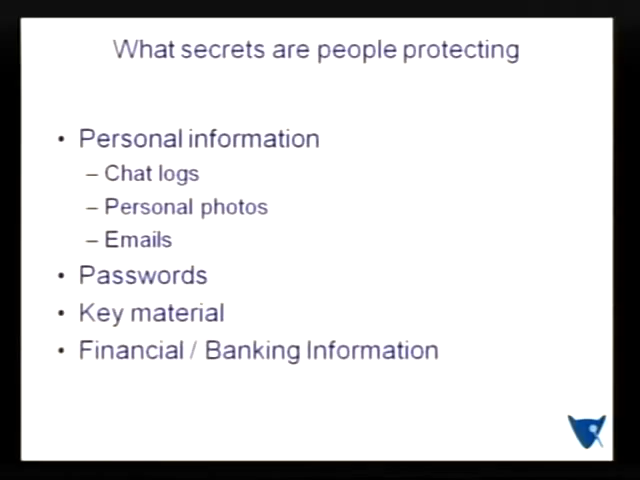 What secrets are people protecting
• Personal information
– Chat logs
– Personal photos
– Emails
• Passwords
• Key material
• Financial / Banking Information